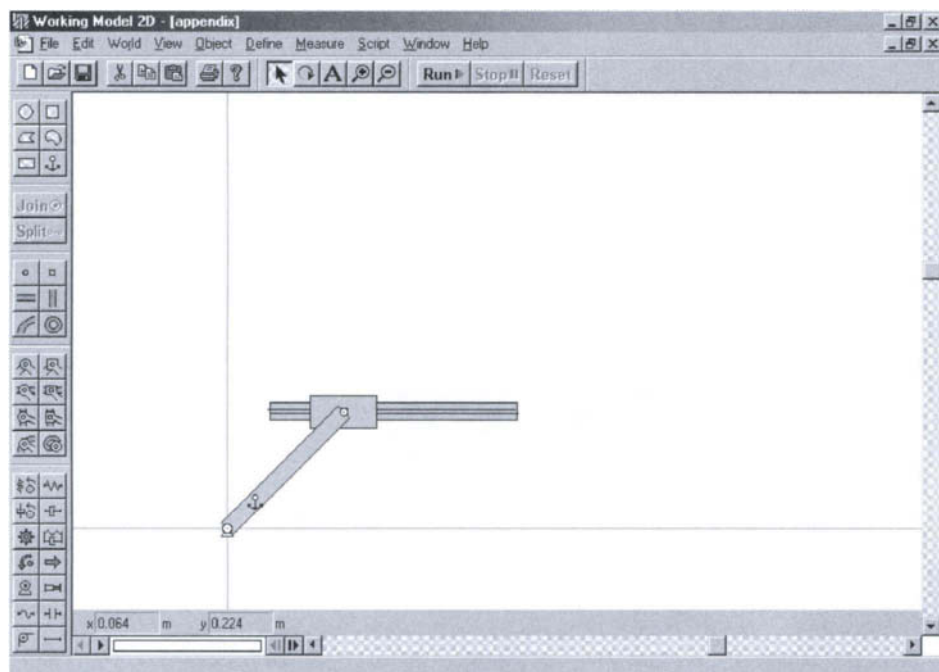 Working Model 2D - [appendix]
File Edit World View Object Define Measure Script Window Help
A ? Run Stop Reset
Join
Split
x 0.064 m y 0.224 m